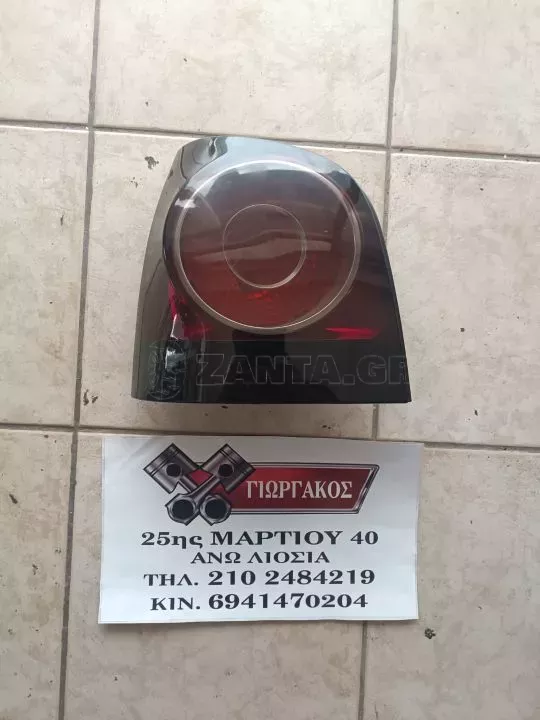 ZANTA.GR
ΓΙΩΡΓΑΚΟΣ
25ης ΜΑΡΤΙΟΥ 40
ΑΝΩ ΛΙΟΣΙΑ
ΤΗΛ. 210 2484219
ΚΙΝ. 6941470204